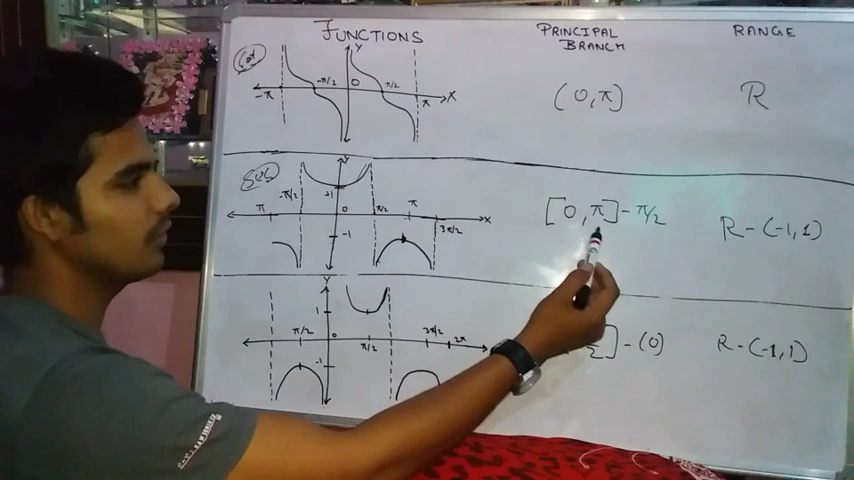 FUNCTIONS
PRINCIPAL
BRANCH
RANGE
Cot
Y
-π -π/2 0 π/2 π X
(0,π)
R
Sec
Y
+1
π -π/2 0 π/2 π 3π/2 X
-1
[0,π]-π/2
R-(-1,1)
Y
1
π/2 0 π/2 3π/2 2π
-1
] - (0)
R-(-1,1)